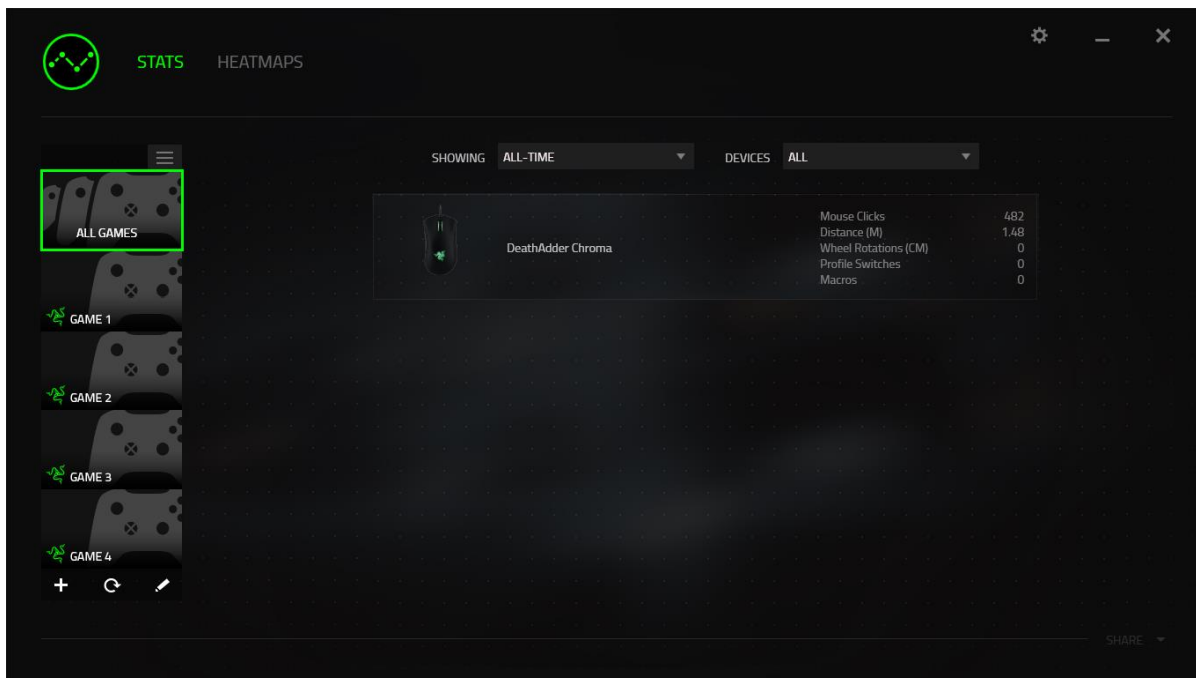 STATS HEATMAPS
SHOWING ALL-TIME DEVICES ALL
ALL GAMES
GAME 1
GAME 2
GAME 3
GAME 4
DeathAdder Chroma
Mouse Clicks 482
Distance (M) 1.48
Wheel Rotations (CM) 0
Profile Switches 0
Macros 0
SHARE